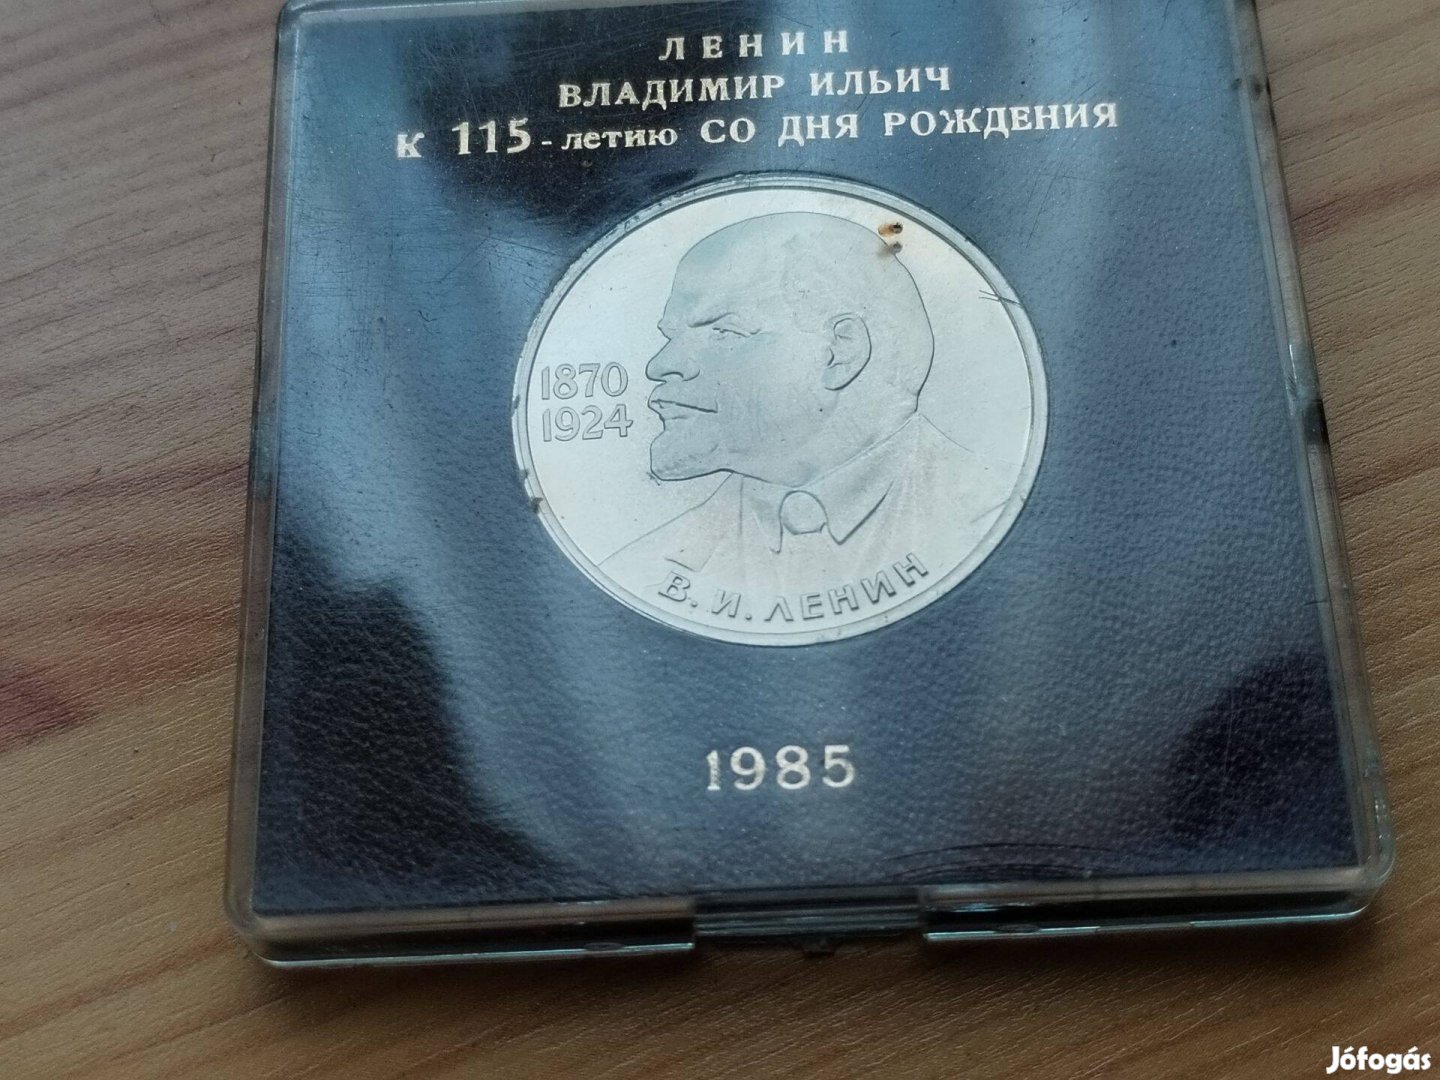 ЛЕНИН
ВЛАДИМИР ИЛЬИЧ
К 115-летию СО ДНЯ РОЖДЕНИЯ
1870
1924
В. И. ЛЕНИН
1985
Jófogás